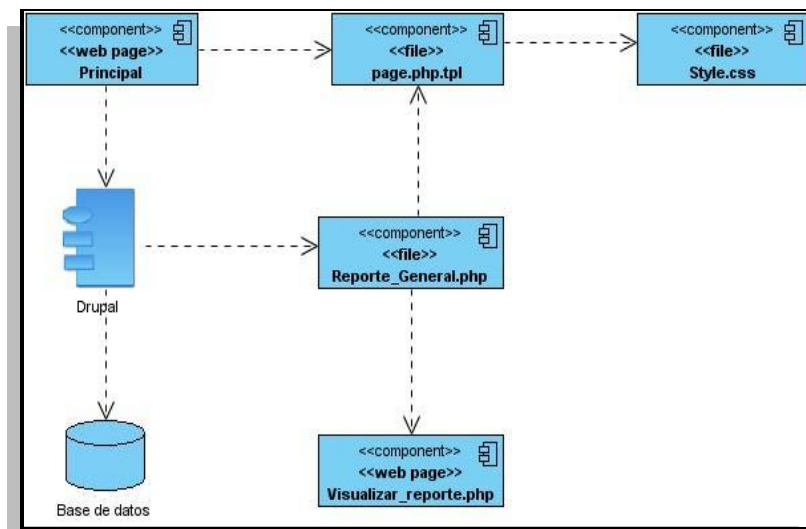 <<component>>
<<web page>>
Principal
<<component>>
<<file>>
page.php.tpl
<<component>>
<<file>>
Style.css
Drupal
<<component>>
<<file>>
Reporte_General.php
Base de datos
<<component>>
<<web page>>
Visualizar_reporte.php